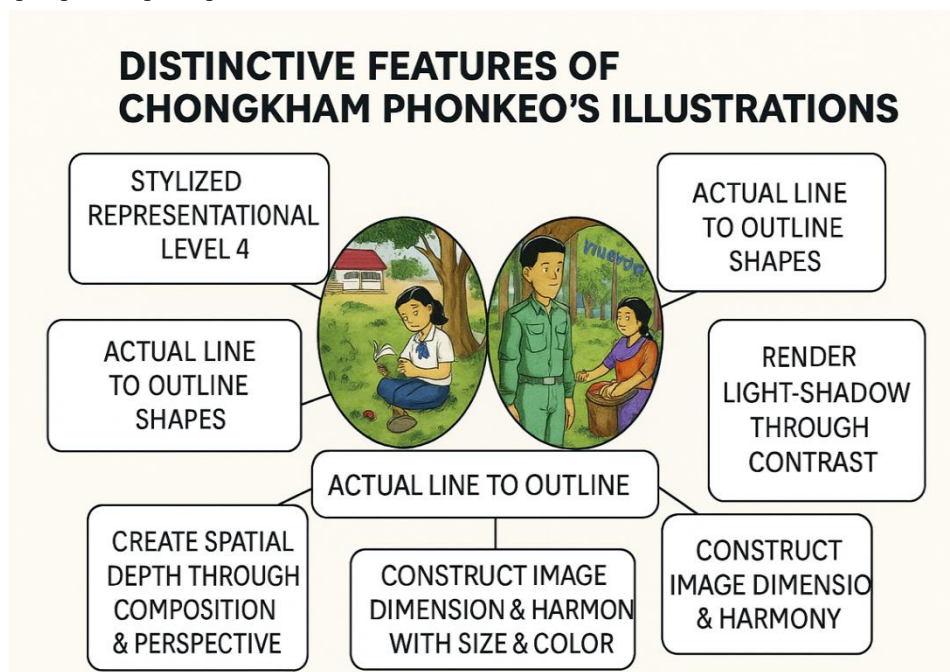 DISTINCTIVE FEATURES OF
CHONGKHAM PHONKEO'S ILLUSTRATIONS
STYLIZED
REPRESENTATIONAL
LEVEL 4
ACTUAL LINE
TO OUTLINE
SHAPES
ACTUAL LINE
TO OUTLINE
SHAPES
RENDER
LIGHT-SHADOW
THROUGH
CONTRAST
ACTUAL LINE TO OUTLINE
CREATE SPATIAL
DEPTH THROUGH
COMPOSITION
& PERSPECTIVE
CONSTRUCT IMAGE
DIMENSION & HARMON
WITH SIZE & COLOR
CONSTRUCT
IMAGE DIMENSIO
& HARMONY